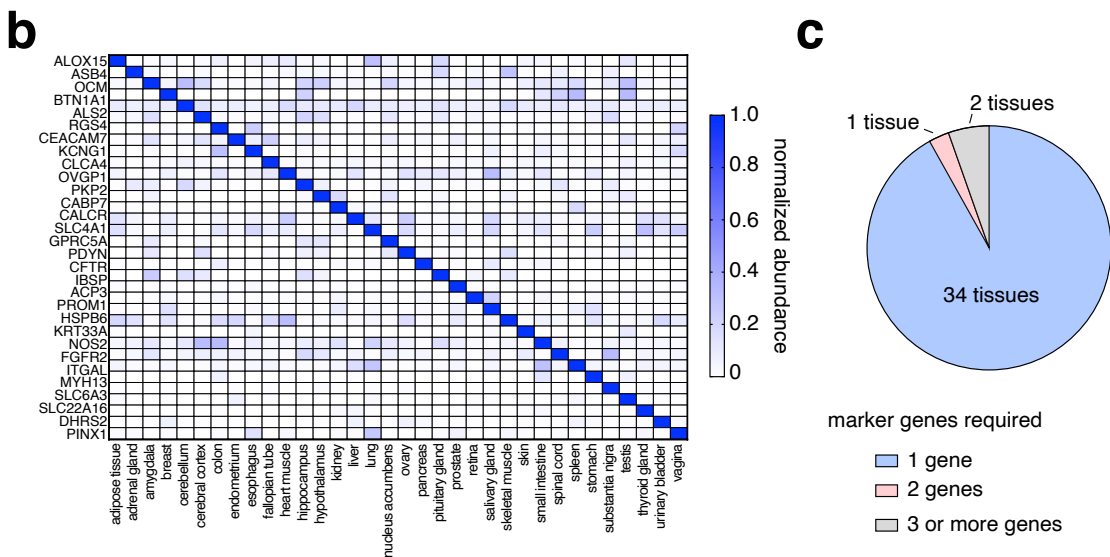 b
c
ALOX15
ASB4
OCM
BTN1A1
ALS2
RGS4
CEACAM7
KCNG1
CLCA4
OVGP1
PKP2
CABP7
CALCR
SLC4A1
GPRC5A
PDYN
CFTR
IBSP
ACP3
PROM1
HSPB6
KRT33A
NOS2
FGFR2
ITGAL
MYH13
SLC6A3
SLC22A16
DHRS2
PINX1
adipose tissue
adrenal gland
amygdala
breast
cerebellum
cerebral cortex
colon
endometrium
esophagus
fallopian tube
heart muscle
hippocampus
hypothalamus
kidney
liver
lung
nucleus accumbens
ovary
pancreas
pituitary gland
prostate
retina
salivary gland
skeletal muscle
skin
small intestine
spinal cord
spleen
stomach
substantia nigra
testis
thyroid gland
urinary bladder
vagina
1.0
0.8
0.6
0.4
0.2
0
normalized abundance
2 tissues
1 tissue
34 tissues
marker genes required
1 gene
2 genes
3 or more genes